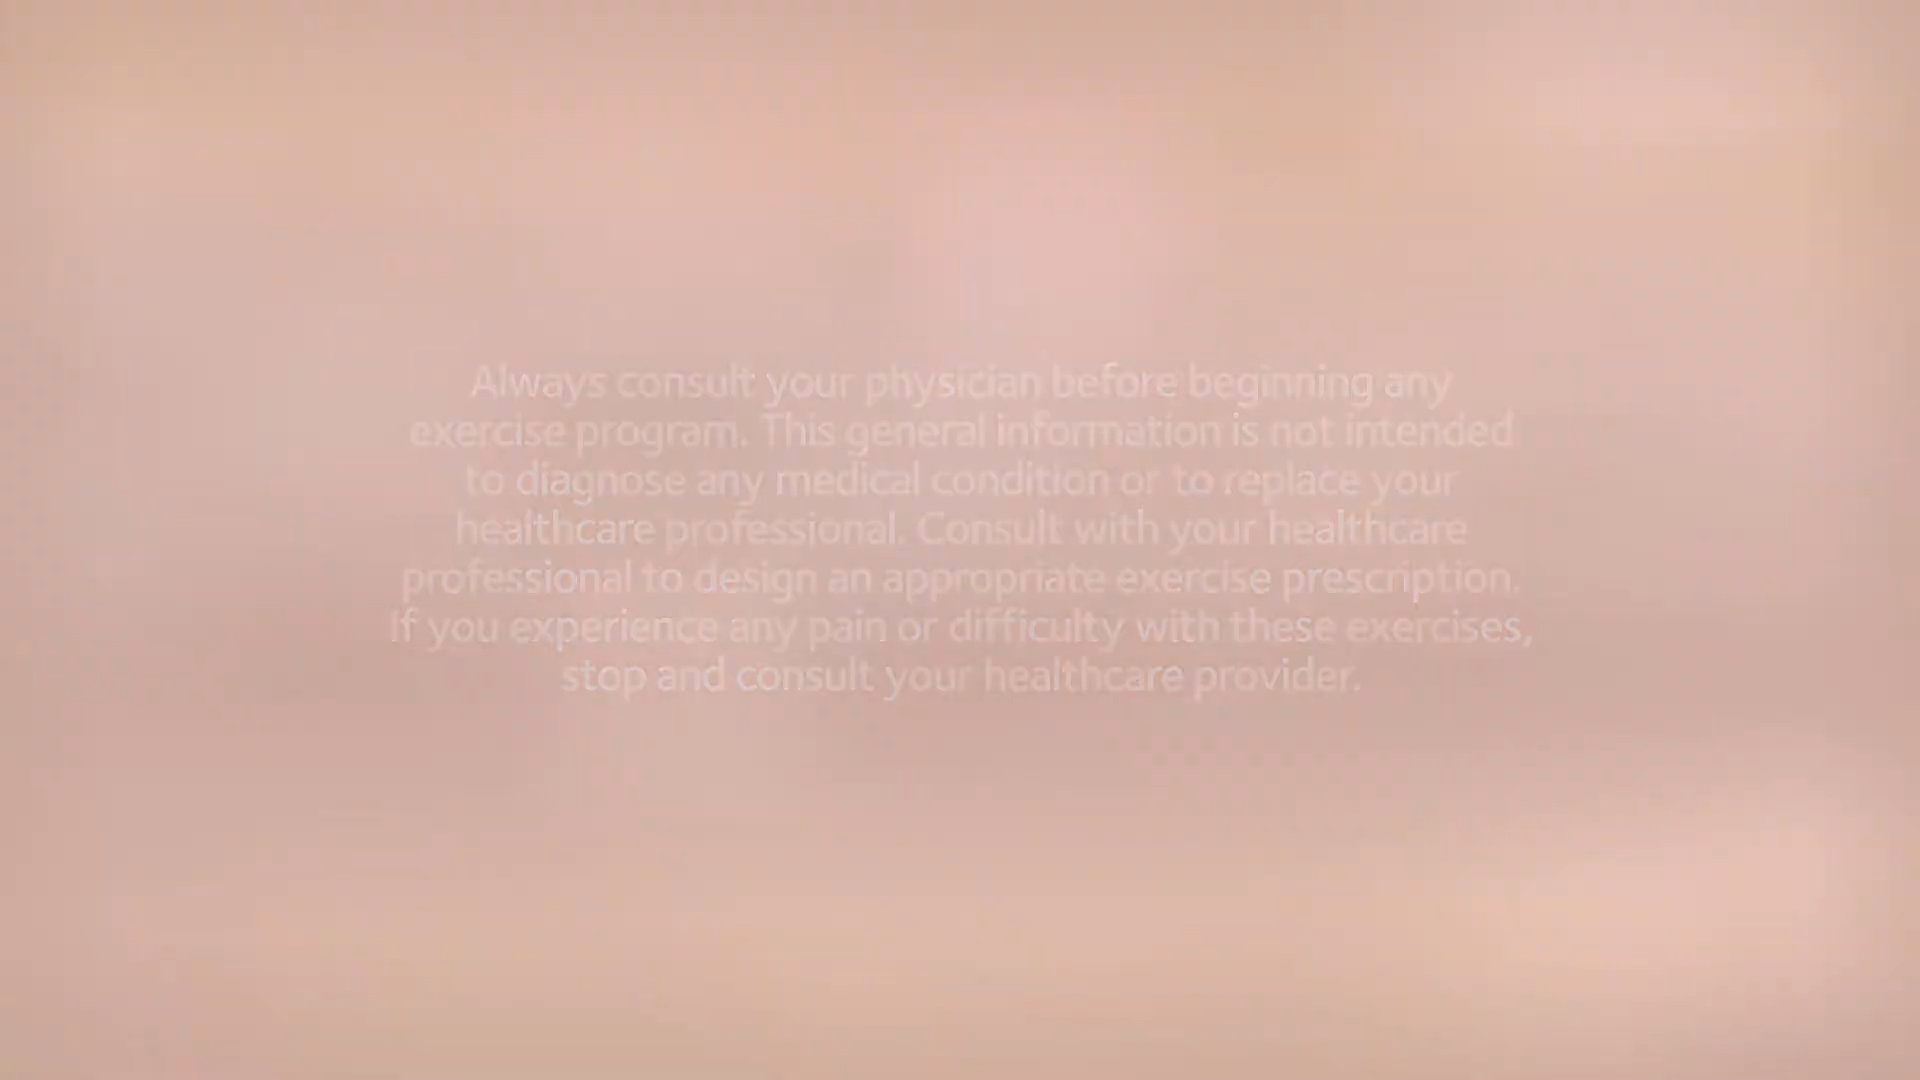 Always consult your physician before beginning any
exercise program. This general information is not intended
to diagnose any medical condition or to replace your
healthcare professional. Consult with your healthcare
professional to design an appropriate exercise prescription.
If you experience any pain or difficulty with these exercises,
stop and consult your healthcare provider.